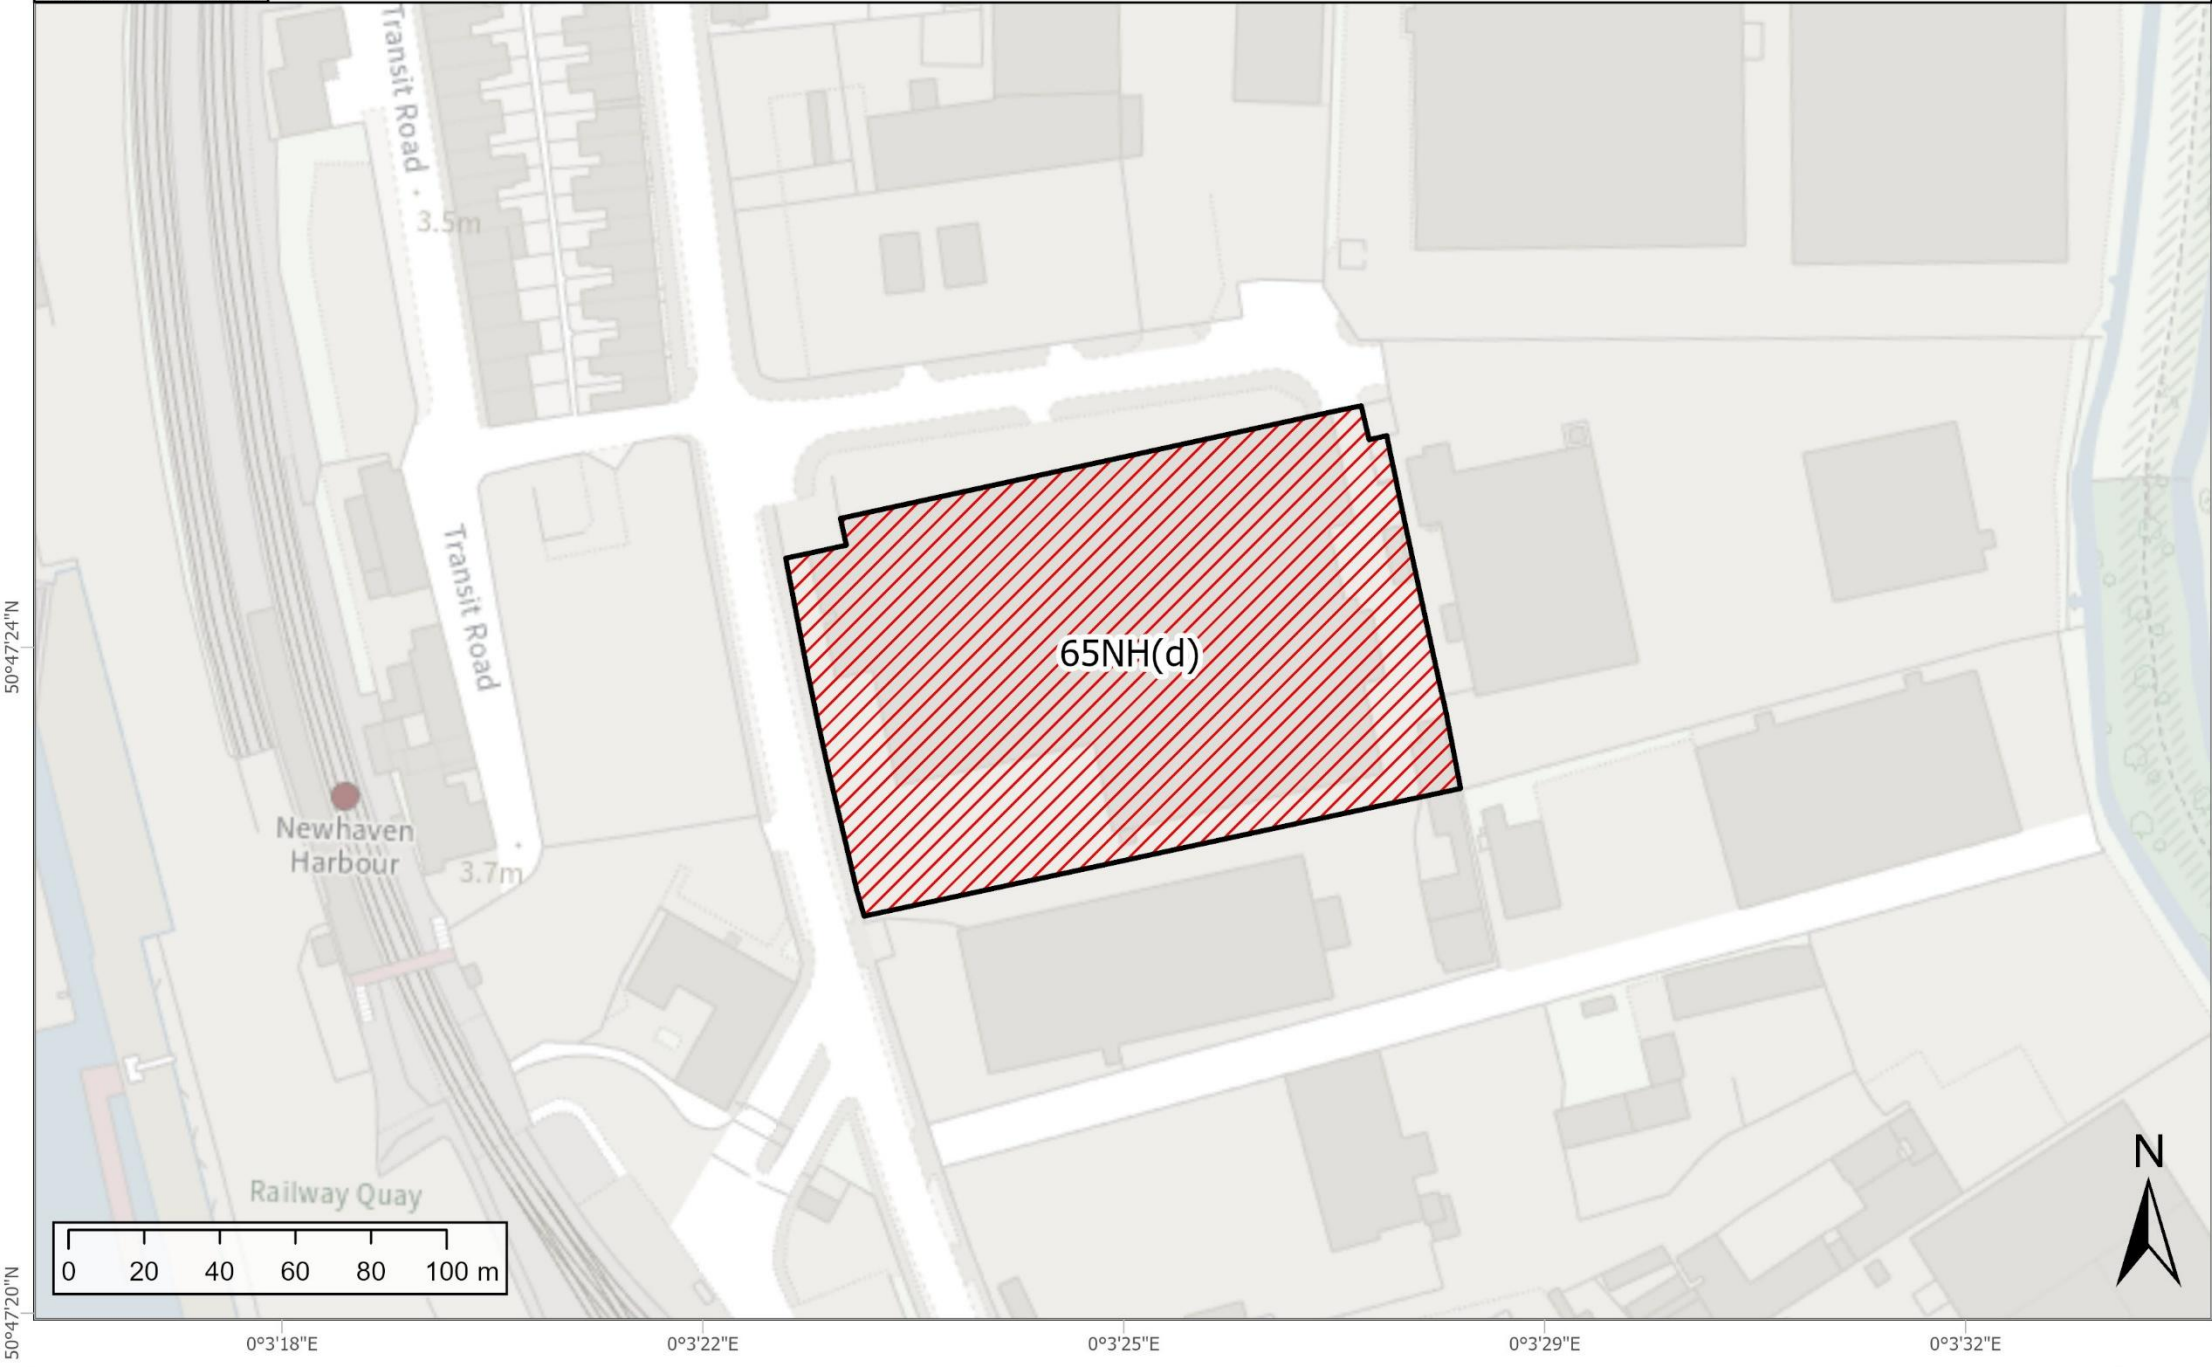 Transit Road
3.5m
Transit Road
65NH(d)
Newhaven
Harbour
3.7m
Railway Quay
N
0 20 40 60 80 100 m
50°47'24"N
50°47'20"N
0°3'18"E 0°3'22"E 0°3'25"E 0°3'29"E 0°3'32"E